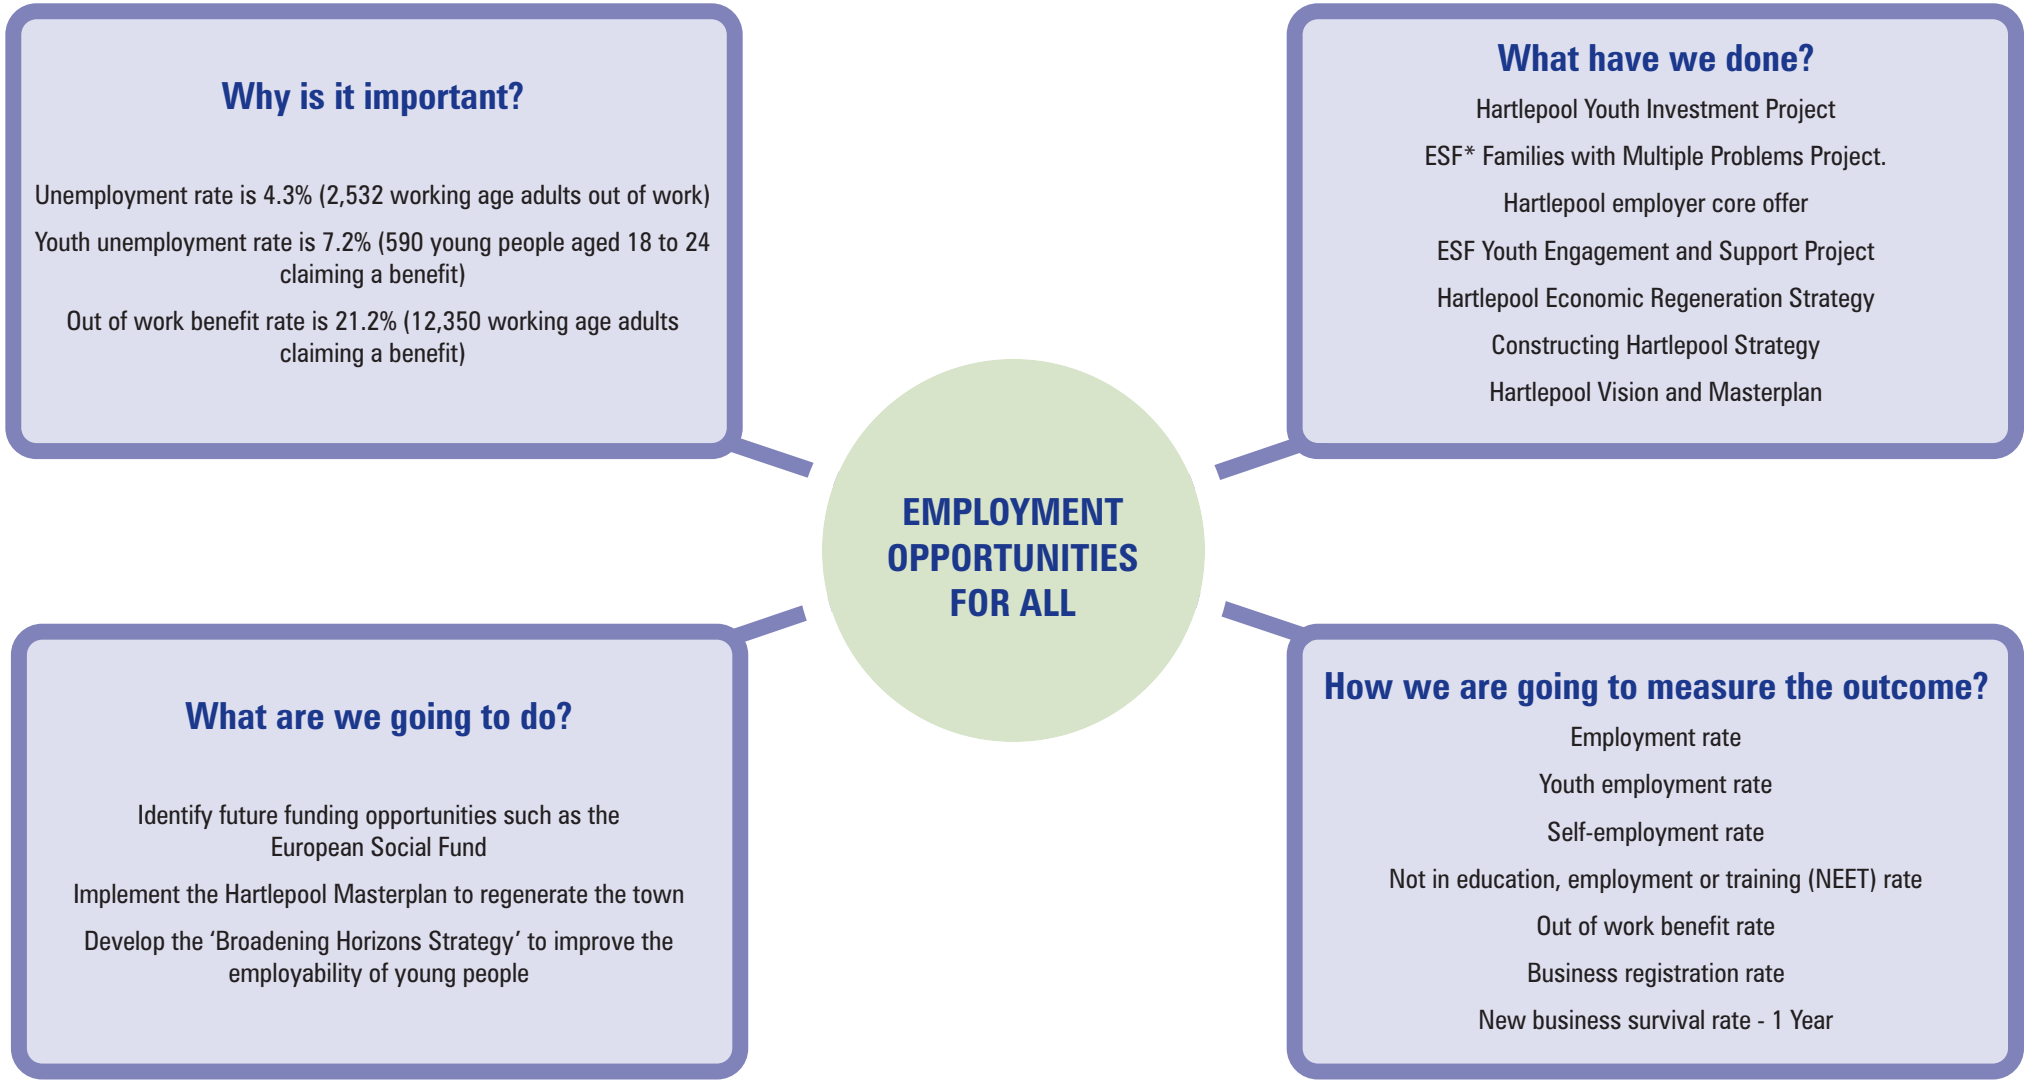 Why is it important?
Unemployment rate is 4.3% (2,532 working age adults out of work)
Youth unemployment rate is 7.2% (590 young people aged 18 to 24
claiming a benefit)
Out of work benefit rate is 21.2% (12,350 working age adults
claiming a benefit)
What have we done?
Hartlepool Youth Investment Project
ESF* Families with Multiple Problems Project.
Hartlepool employer core offer
ESF Youth Engagement and Support Project
Hartlepool Economic Regeneration Strategy
Constructing Hartlepool Strategy
Hartlepool Vision and Masterplan
EMPLOYMENT
OPPORTUNITIES
FOR ALL
What are we going to do?
Identify future funding opportunities such as the
European Social Fund
Implement the Hartlepool Masterplan to regenerate the town
Develop the ‘Broadening Horizons Strategy’ to improve the
employability of young people
How we are going to measure the outcome?
Employment rate
Youth employment rate
Self-employment rate
Not in education, employment or training (NEET) rate
Out of work benefit rate
Business registration rate
New business survival rate - 1 Year